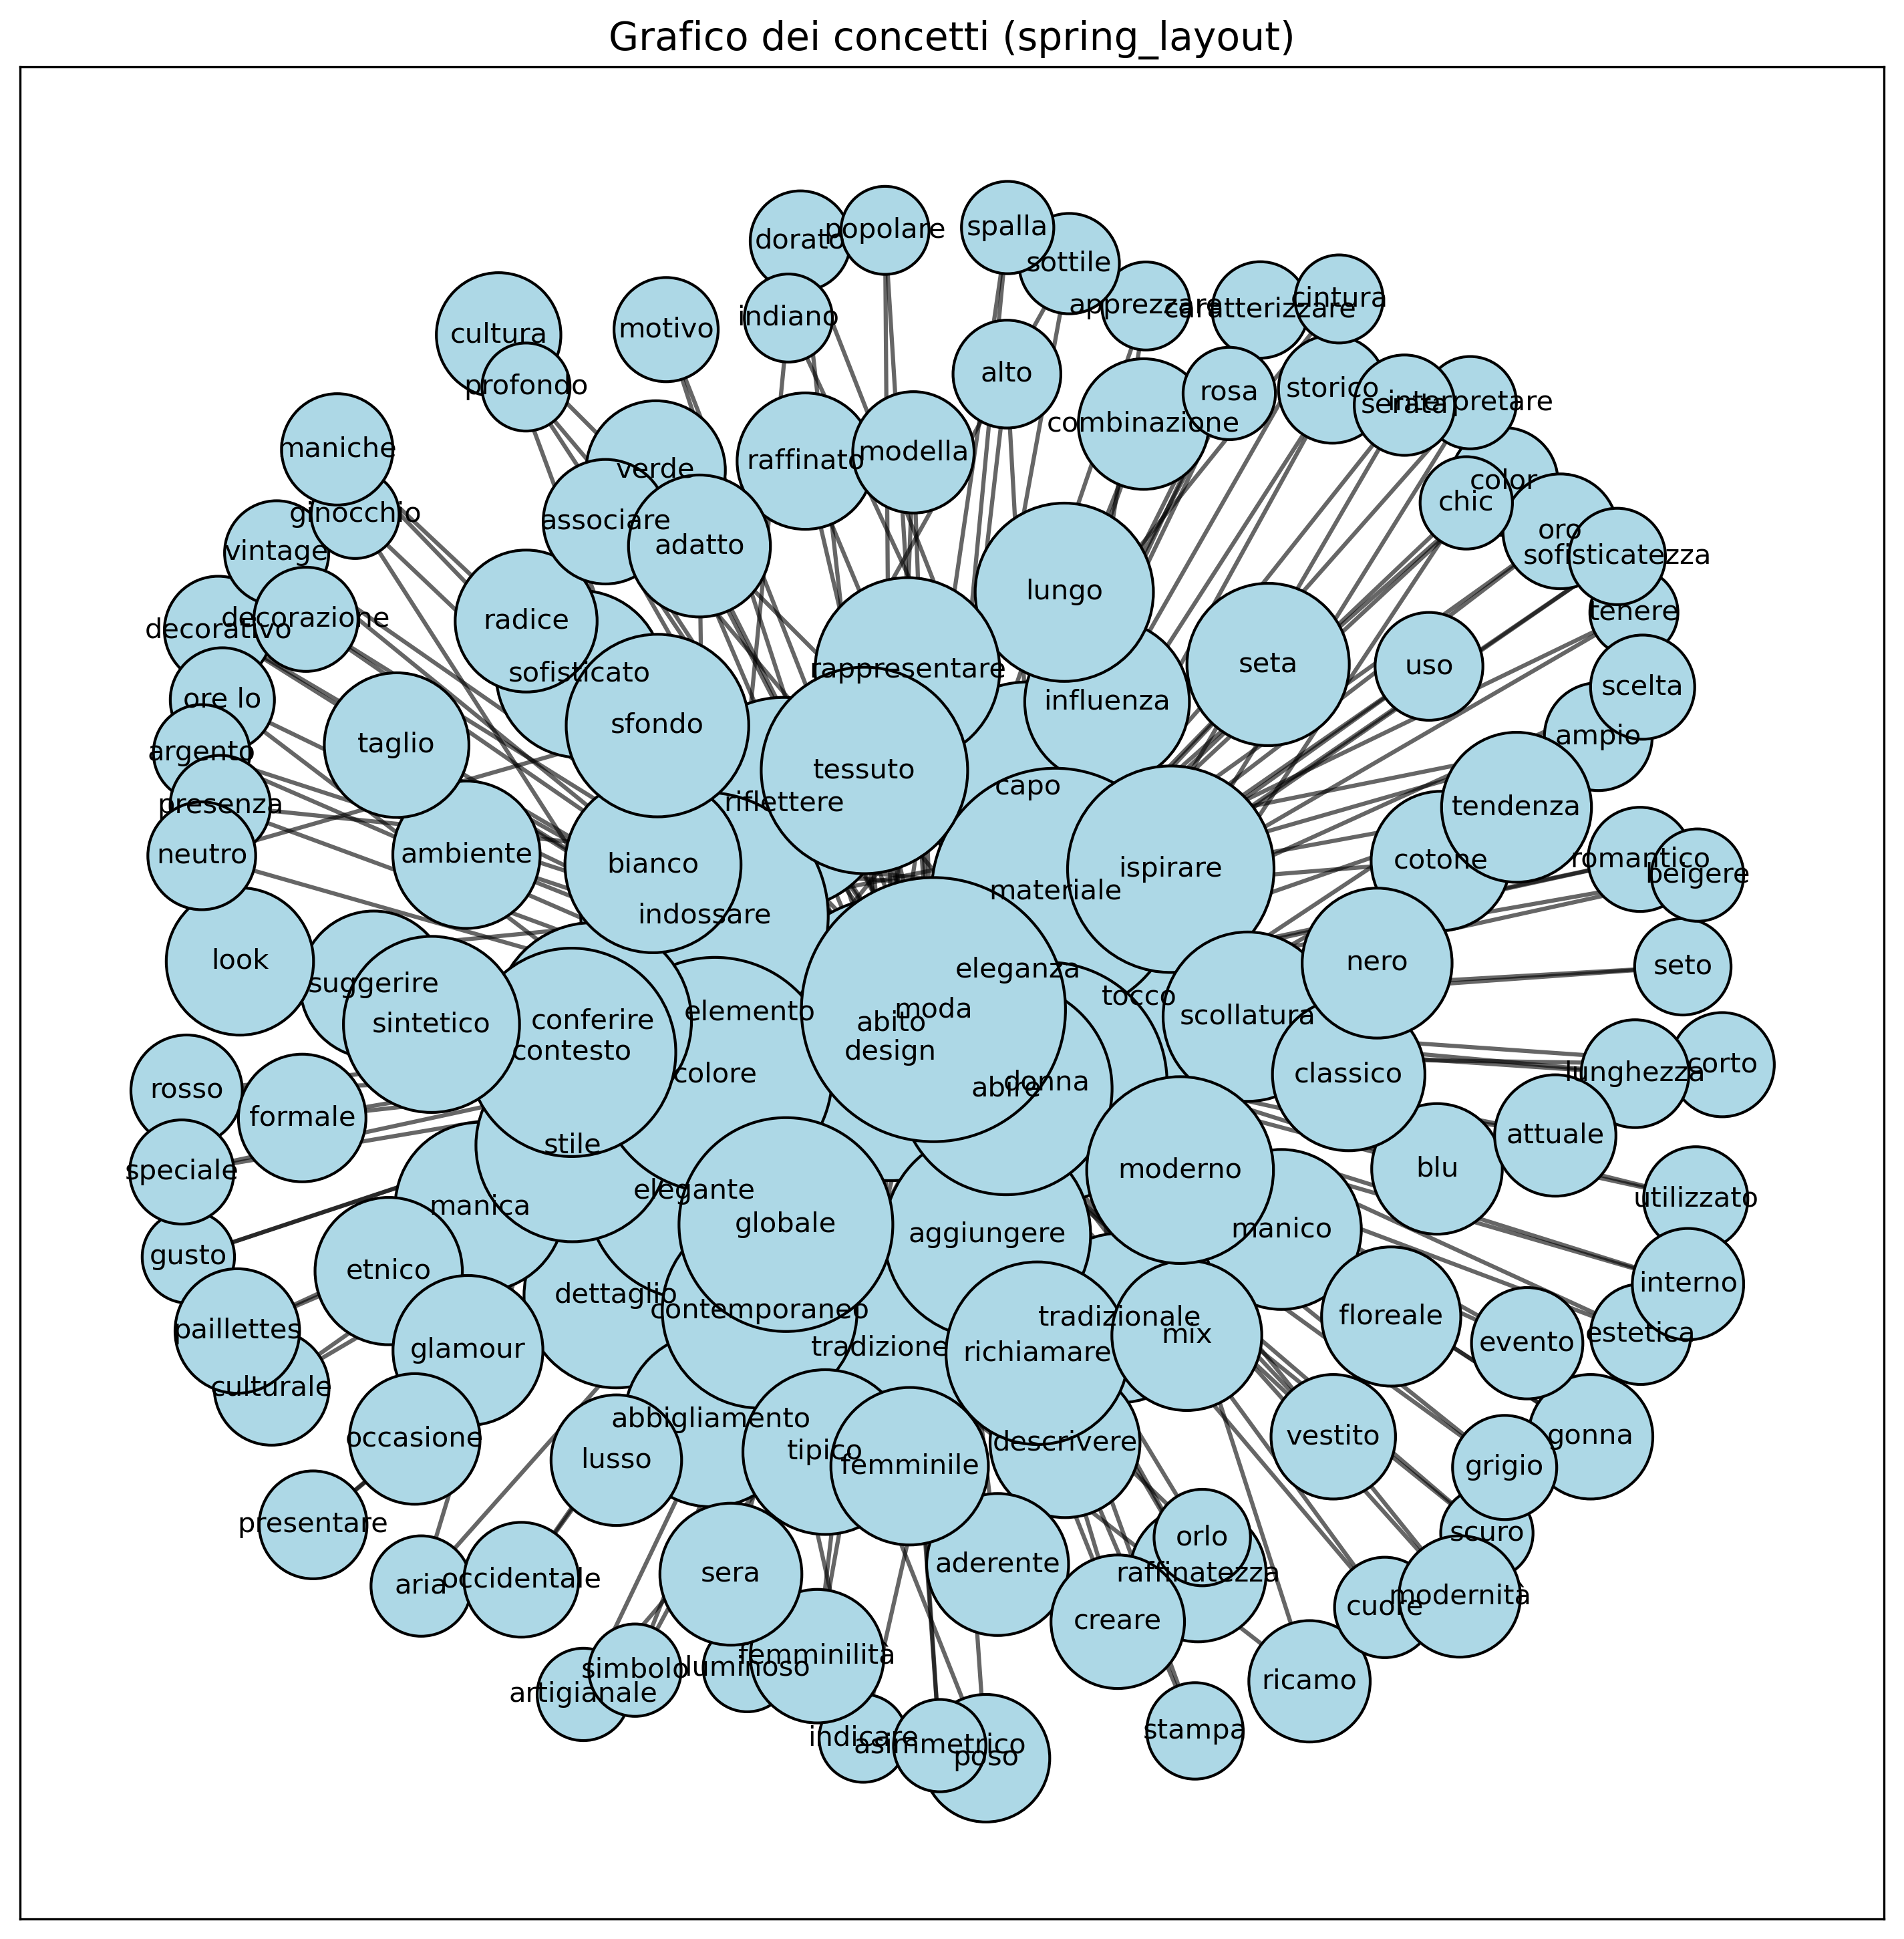 Grafico dei concetti (spring_layout)
spalla
popolare
dorato
sottile
cintura
apprezzare
caratterizzare
indiano
motivo
cultura
alto
profondo
storico
rosa
interpretare
serata
combinazione
maniche
modella
raffinato
verde
color
chic
ginocchio
associare
oro
adatto
vintage
sofisticatezza
lungo
tenere
decorazione
radice
decorativo
seta
uso
rappresentare
sofisticato
scelta
ore lo
influenza
sfondo
ampio
taglio
argento
tessuto
capo
riflettere
presenza
tendenza
ambiente
neutro
cotone
romantico
bianco
ispirare
beigere
materiale
indossare
look
nero
seto
eleganza
suggerire
tocco
moda
elemento
scollatura
sintetico
conferire
abito
contesto
design
corto
lunghezza
classico
colore
donna
abire
rosso
formale
attuale
stile
blu
moderno
speciale
elegante
utilizzato
manica
globale
manico
aggiungere
gusto
etnico
interno
dettaglio
contemporaneo
tradizionale
floreale
paillettes
estetica
mix
evento
tradizione
richiamare
glamour
culturale
abbigliamento
vestito
gonna
occasione
descrivere
tipico
lusso
femminile
grigio
presentare
scuro
orlo
aderente
sera
raffinatezza
occidentale
aria
modernità
cuore
creare
femminilità
luminoso
simbolo
ricamo
artigianale
stampa
indicare
asimmetrico
poso